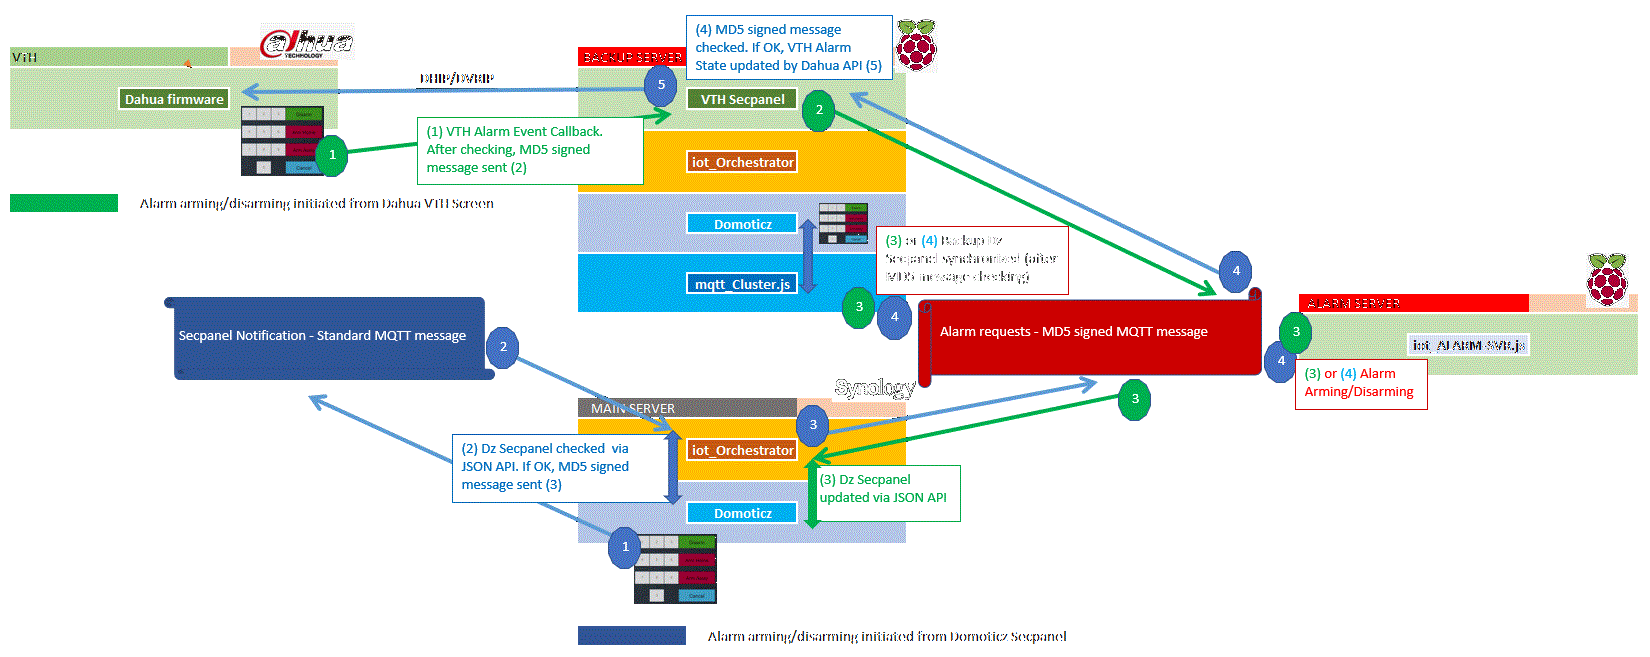 VTH
alhua
TECHNOLOGY
Dahua firmware
DHIP/DVRIP
BACKUP SERVER
(4) MD5 signed message
checked. If OK, VTH Alarm
State updated by Dahua API (5)
5
VTH Secpanel
2
1
(1) VTH Alarm Event Callback.
After checking, MD5 signed
message sent (2)
iot_Orchestrator
Alarm arming/disarming initiated from Dahua VTH Screen
Domoticz
(3) or (4) Backup Dz
Secpanel synchronized (after
MD5 message checking)
4
mqtt_Cluster.js
3
4
Secpanel Notification - Standard MQTT message
2
Alarm requests - MD5 signed MQTT message
ALARM SERVER
3
4
iot_ALARM-SVR.js
(3) or (4) Alarm
Arming/Disarming
Synology
3
MAIN SERVER
3
iot_Orchestrator
(2) Dz Secpanel checked via
JSON API. If OK, MD5 signed
message sent (3)
(3) Dz Secpanel
updated via JSON API
Domoticz
1
Alarm arming/disarming initiated from Domoticz Secpanel